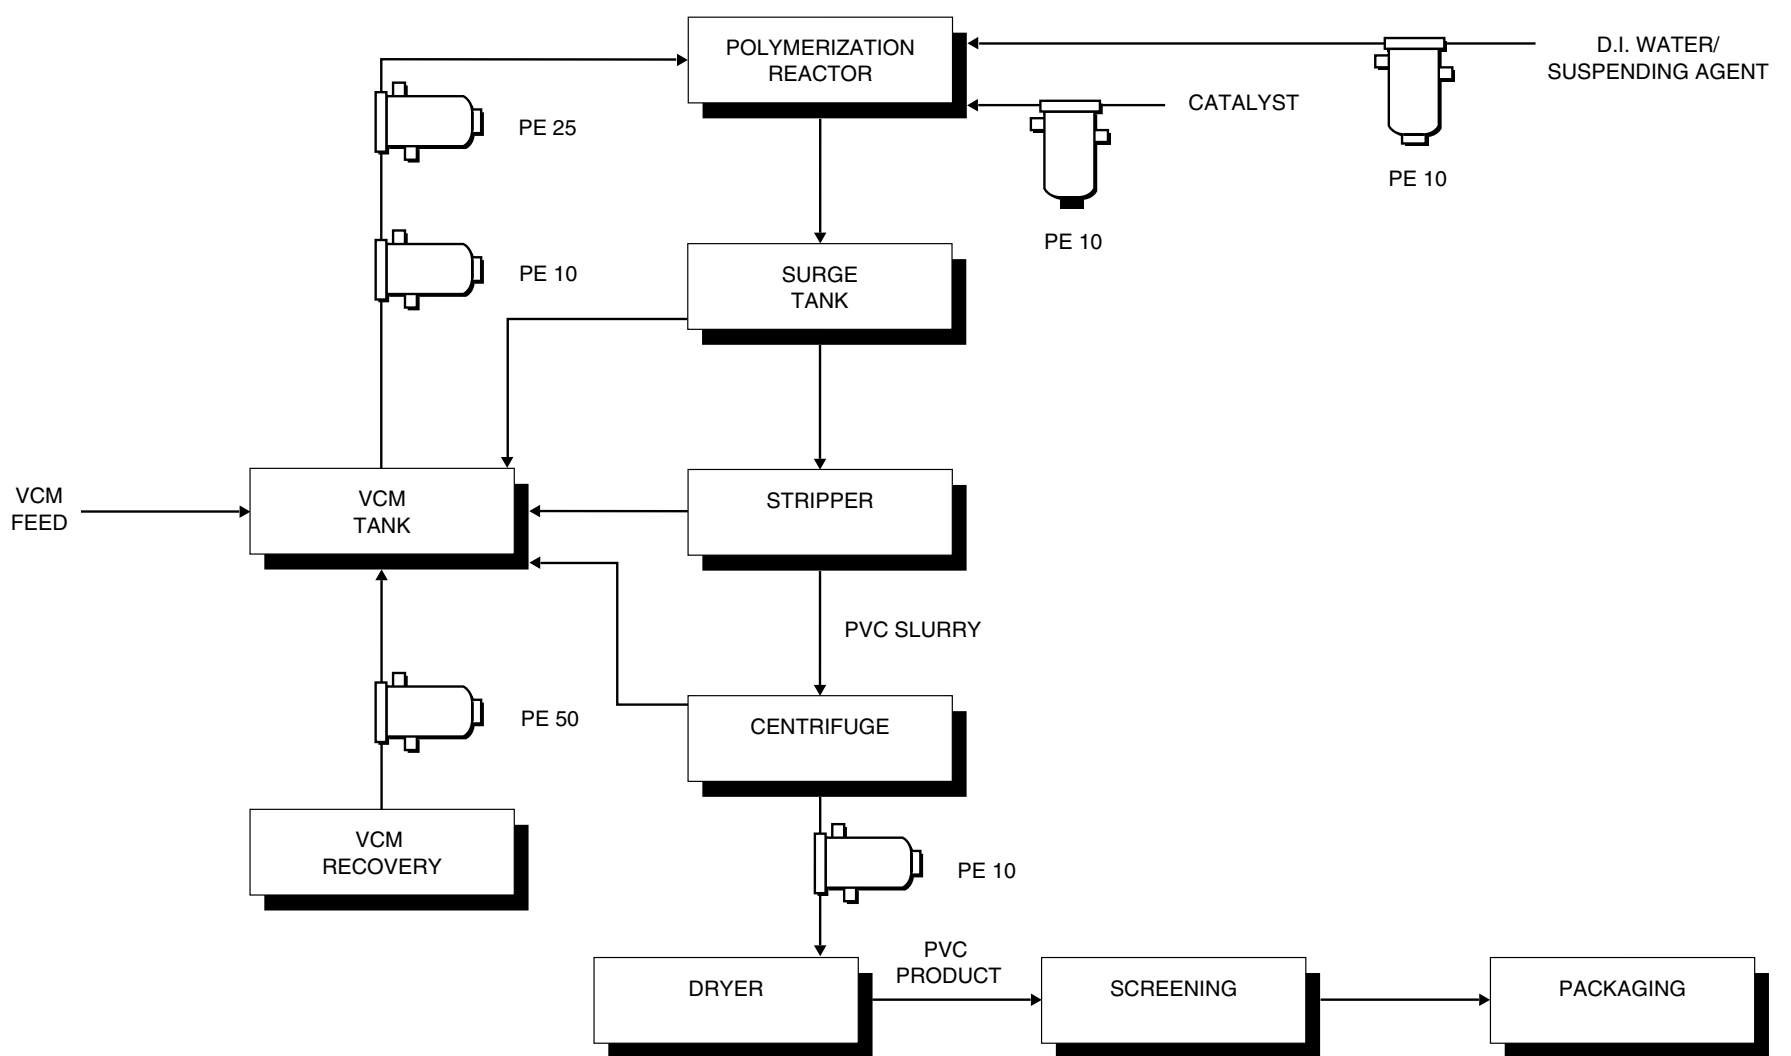 POLYMERIZATION
REACTOR
D.I. WATER/
SUSPENDING AGENT
CATALYST
PE 25
PE 10
PE 10
PE 10
SURGE
TANK
VCM
FEED
VCM
TANK
STRIPPER
PVC SLURRY
PE 50
CENTRIFUGE
VCM
RECOVERY
PE 10
PVC
PRODUCT
DRYER
SCREENING
PACKAGING